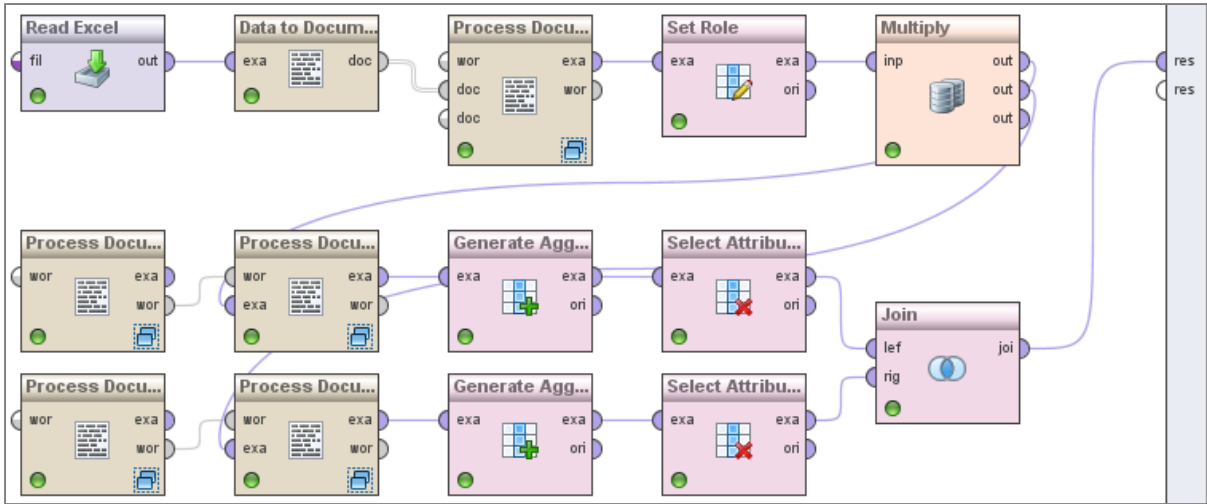 Read Excel
fil out
Data to Docum...
exa doc
Process Docu...
wor exa
doc wor
doc
Set Role
exa exa
ori
Multiply
inp out
out
out
res
res
Process Docu...
wor exa
wor
Process Docu...
wor exa
exa wor
Generate Agg...
exa exa
ori
Select Attribu...
exa exa
ori
Join
lef joi
rig
Process Docu...
wor exa
wor
Process Docu...
wor exa
exa wor
Generate Agg...
exa exa
ori
Select Attribu...
exa exa
ori